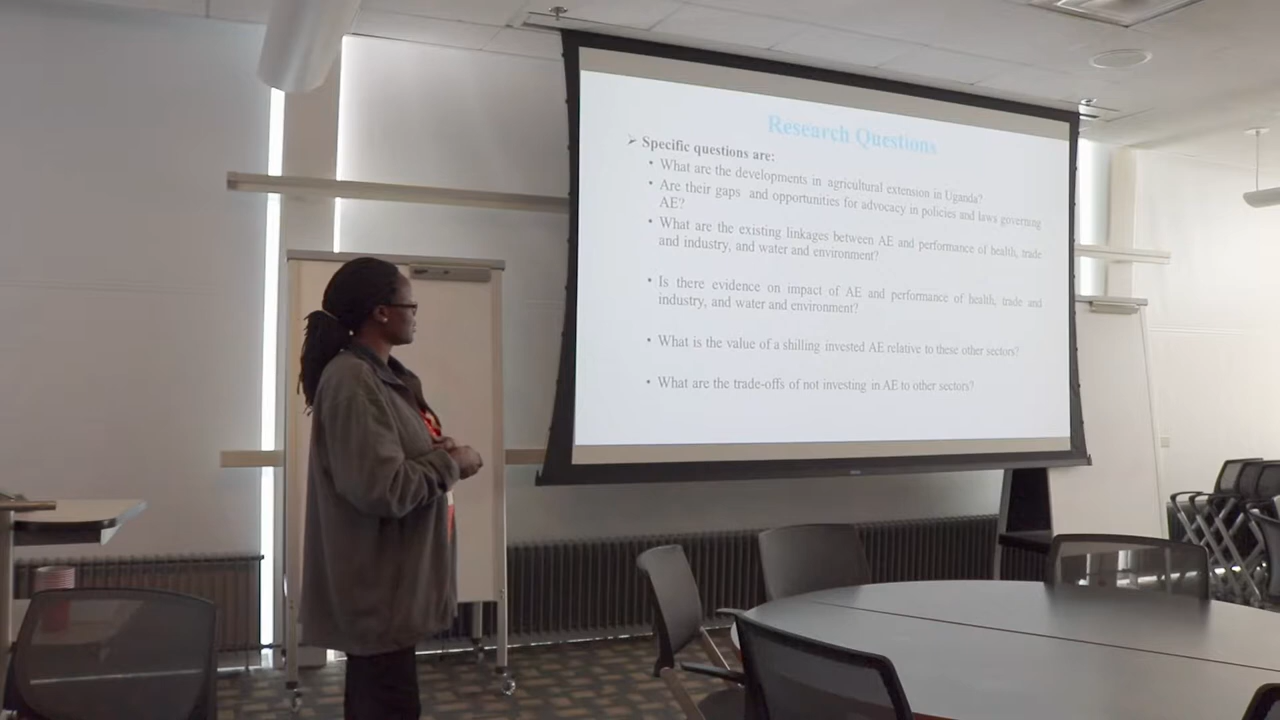 Research Questions
➢ Specific questions are:
• What are the developments in agricultural extension in Uganda?
• Are their gaps and opportunities for advocacy in policies and laws governing
AE?
• What are the existing linkages between AE and performance of health, trade
and industry, and water and environment?
• Is there evidence on impact of AE and performance of health, trade and
industry, and water and environment?
• What is the value of a shilling invested AE relative to these other sectors?
• What are the trade-offs of not investing in AE to other sectors?